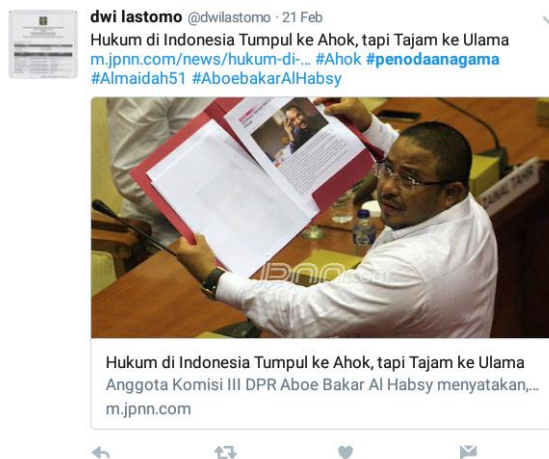 dwi lastomo @dwilastomo · 21 Feb
Hukum di Indonesia Tumpul ke Ahok, tapi Tajam ke Ulama
m.jpnn.com/news/hukum-di-... #Ahok #penodaanagama
#Almaidah51 #AboebakarAlHabsy
ZAINAL TAHIR
JPNN.com
Hukum di Indonesia Tumpul ke Ahok, tapi Tajam ke Ulama
Anggota Komisi III DPR Aboe Bakar Al Habsy menyatakan,...
m.jpnn.com